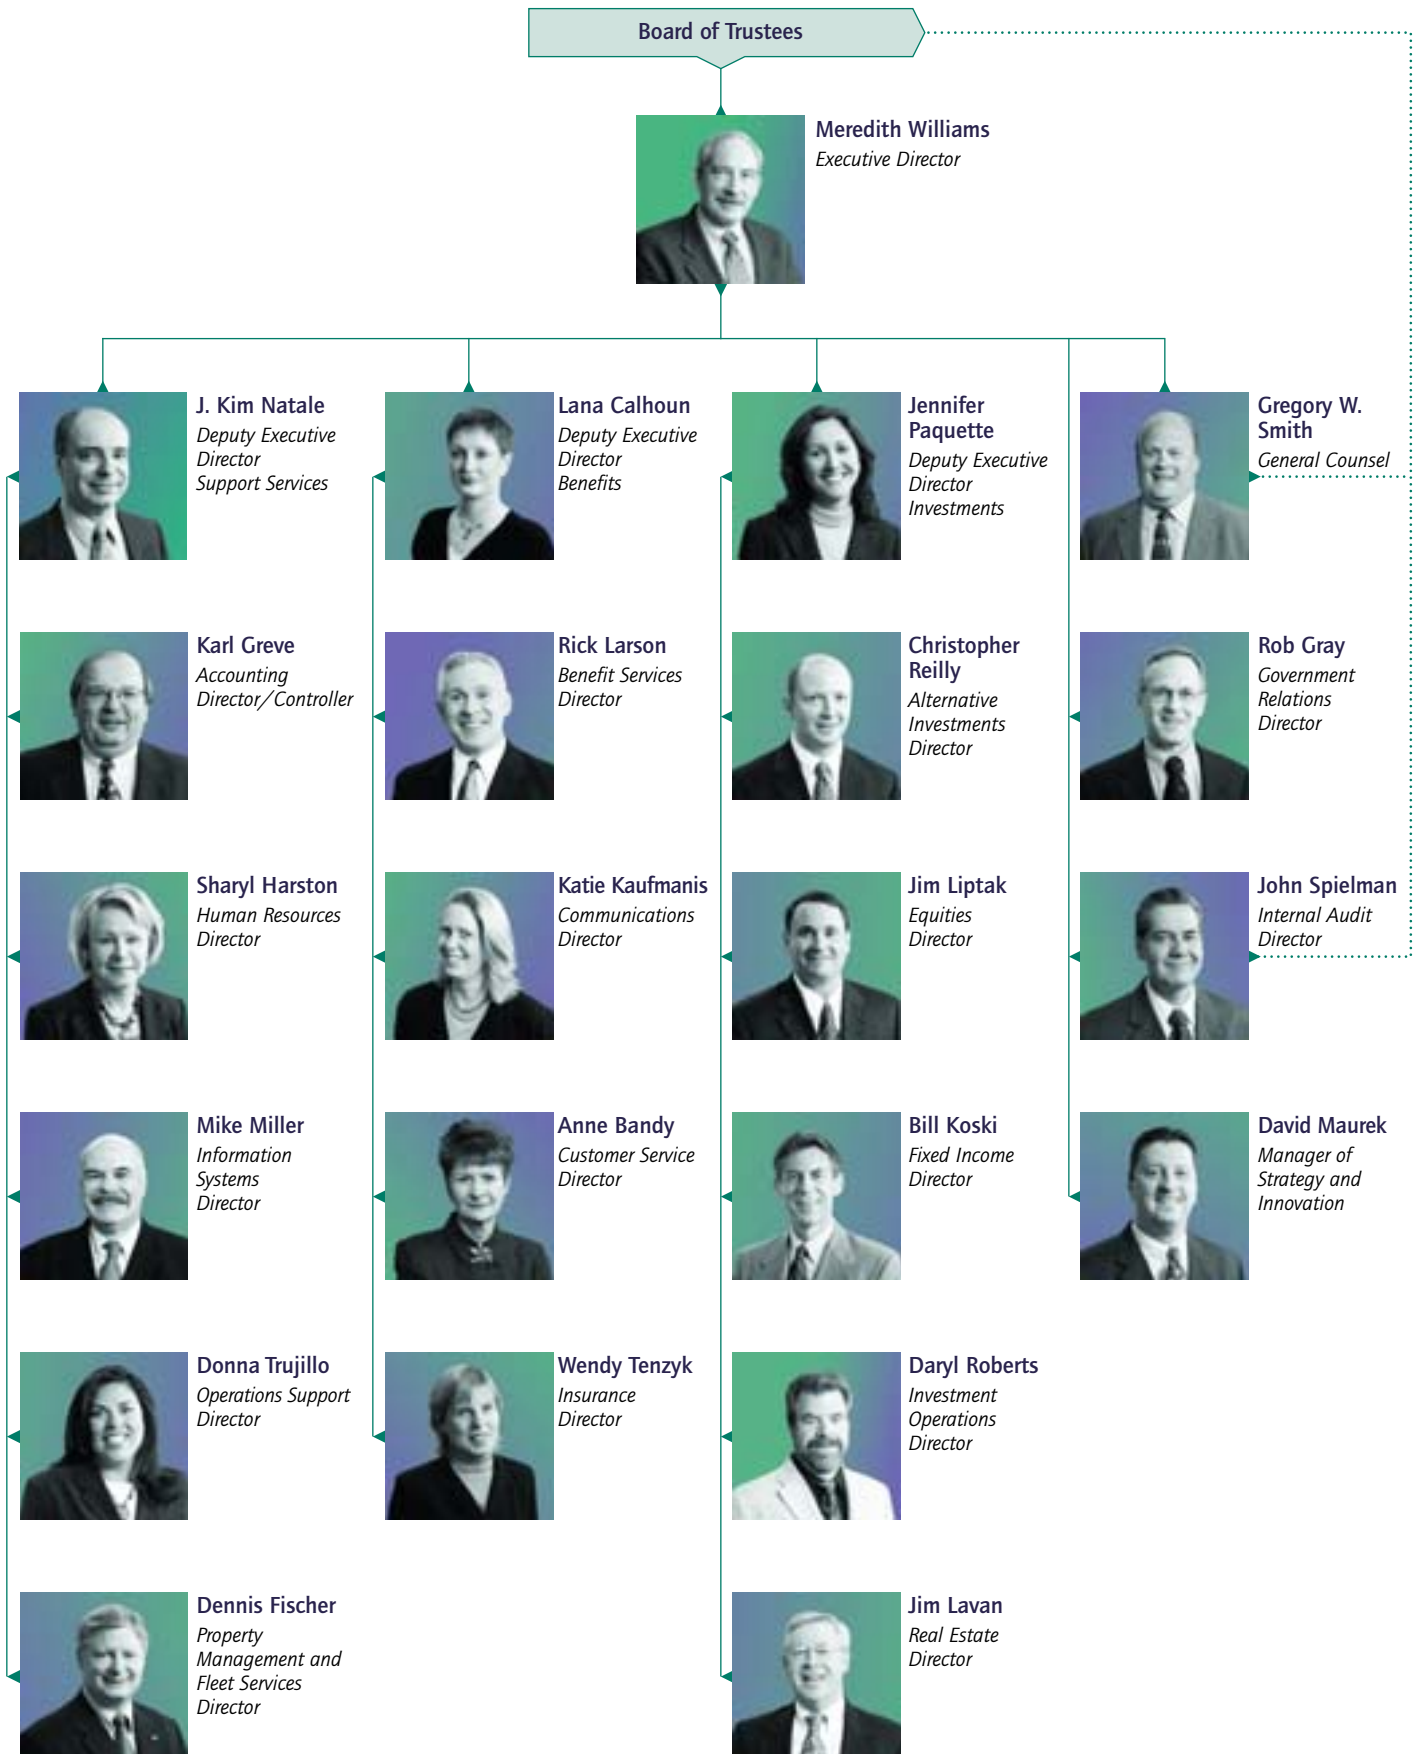 Board of Trustees
Meredith Williams
Executive Director
J. Kim Natale
Deputy Executive
Director
Support Services
Lana Calhoun
Deputy Executive
Director
Benefits
Jennifer
Paquette
Deputy Executive
Director
Investments
Gregory W.
Smith
General Counsel
Karl Greve
Accounting
Director/Controller
Rick Larson
Benefit Services
Director
Christopher
Reilly
Alternative
Investments
Director
Rob Gray
Government
Relations
Director
Sharyl Harston
Human Resources
Director
Katie Kaufmanis
Communications
Director
Jim Liptak
Equities
Director
John Spielman
Internal Audit
Director
Mike Miller
Information
Systems
Director
Anne Bandy
Customer Service
Director
Bill Koski
Fixed Income
Director
David Maurek
Manager of
Strategy and
Innovation
Donna Trujillo
Operations Support
Director
Wendy Tenzyk
Insurance
Director
Daryl Roberts
Investment
Operations
Director
Dennis Fischer
Property
Management and
Fleet Services
Director
Jim Lavan
Real Estate
Director